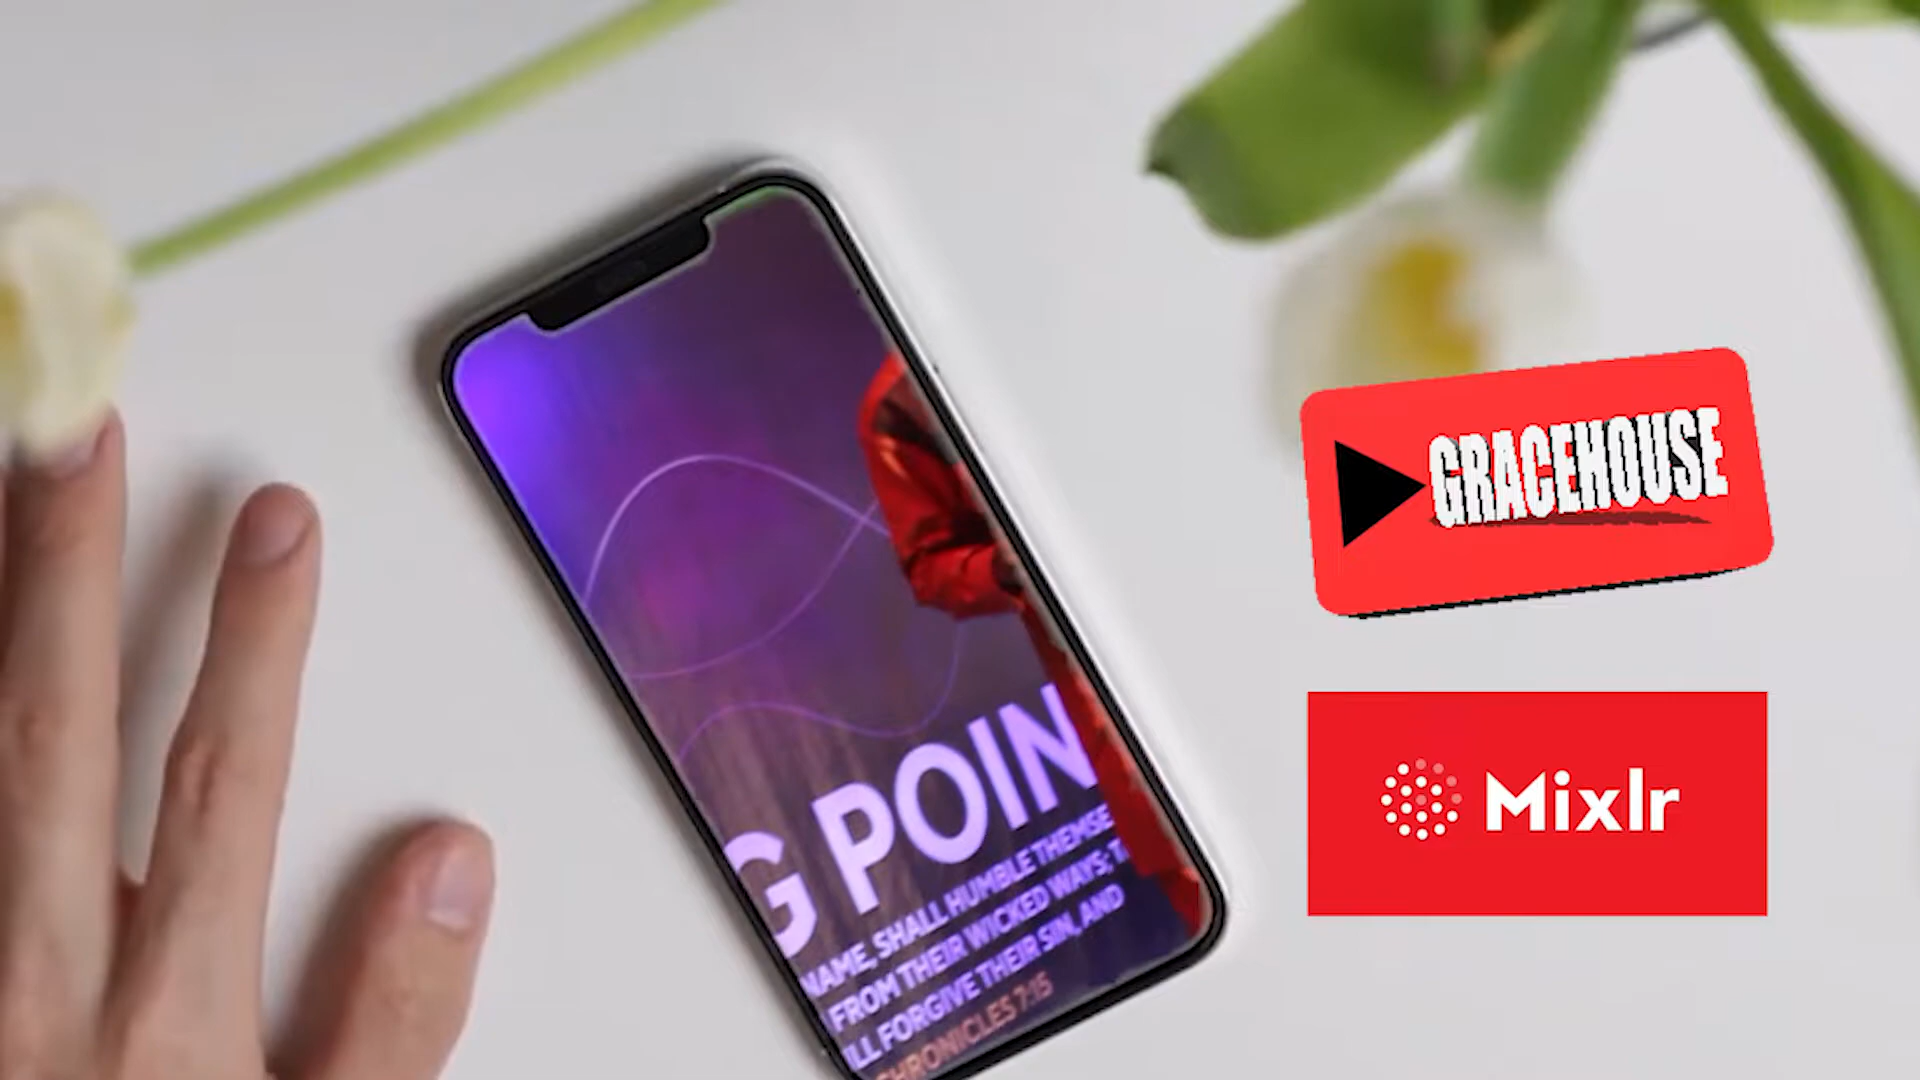 G POIN
NAME, SHALL HUMBLE THEMSE
FROM THEIR WICKED WAYS; T
ILL FORGIVE THEIR SIN, AND
CHRONICLES 7:15
GRACEHOUSE
Mixlr